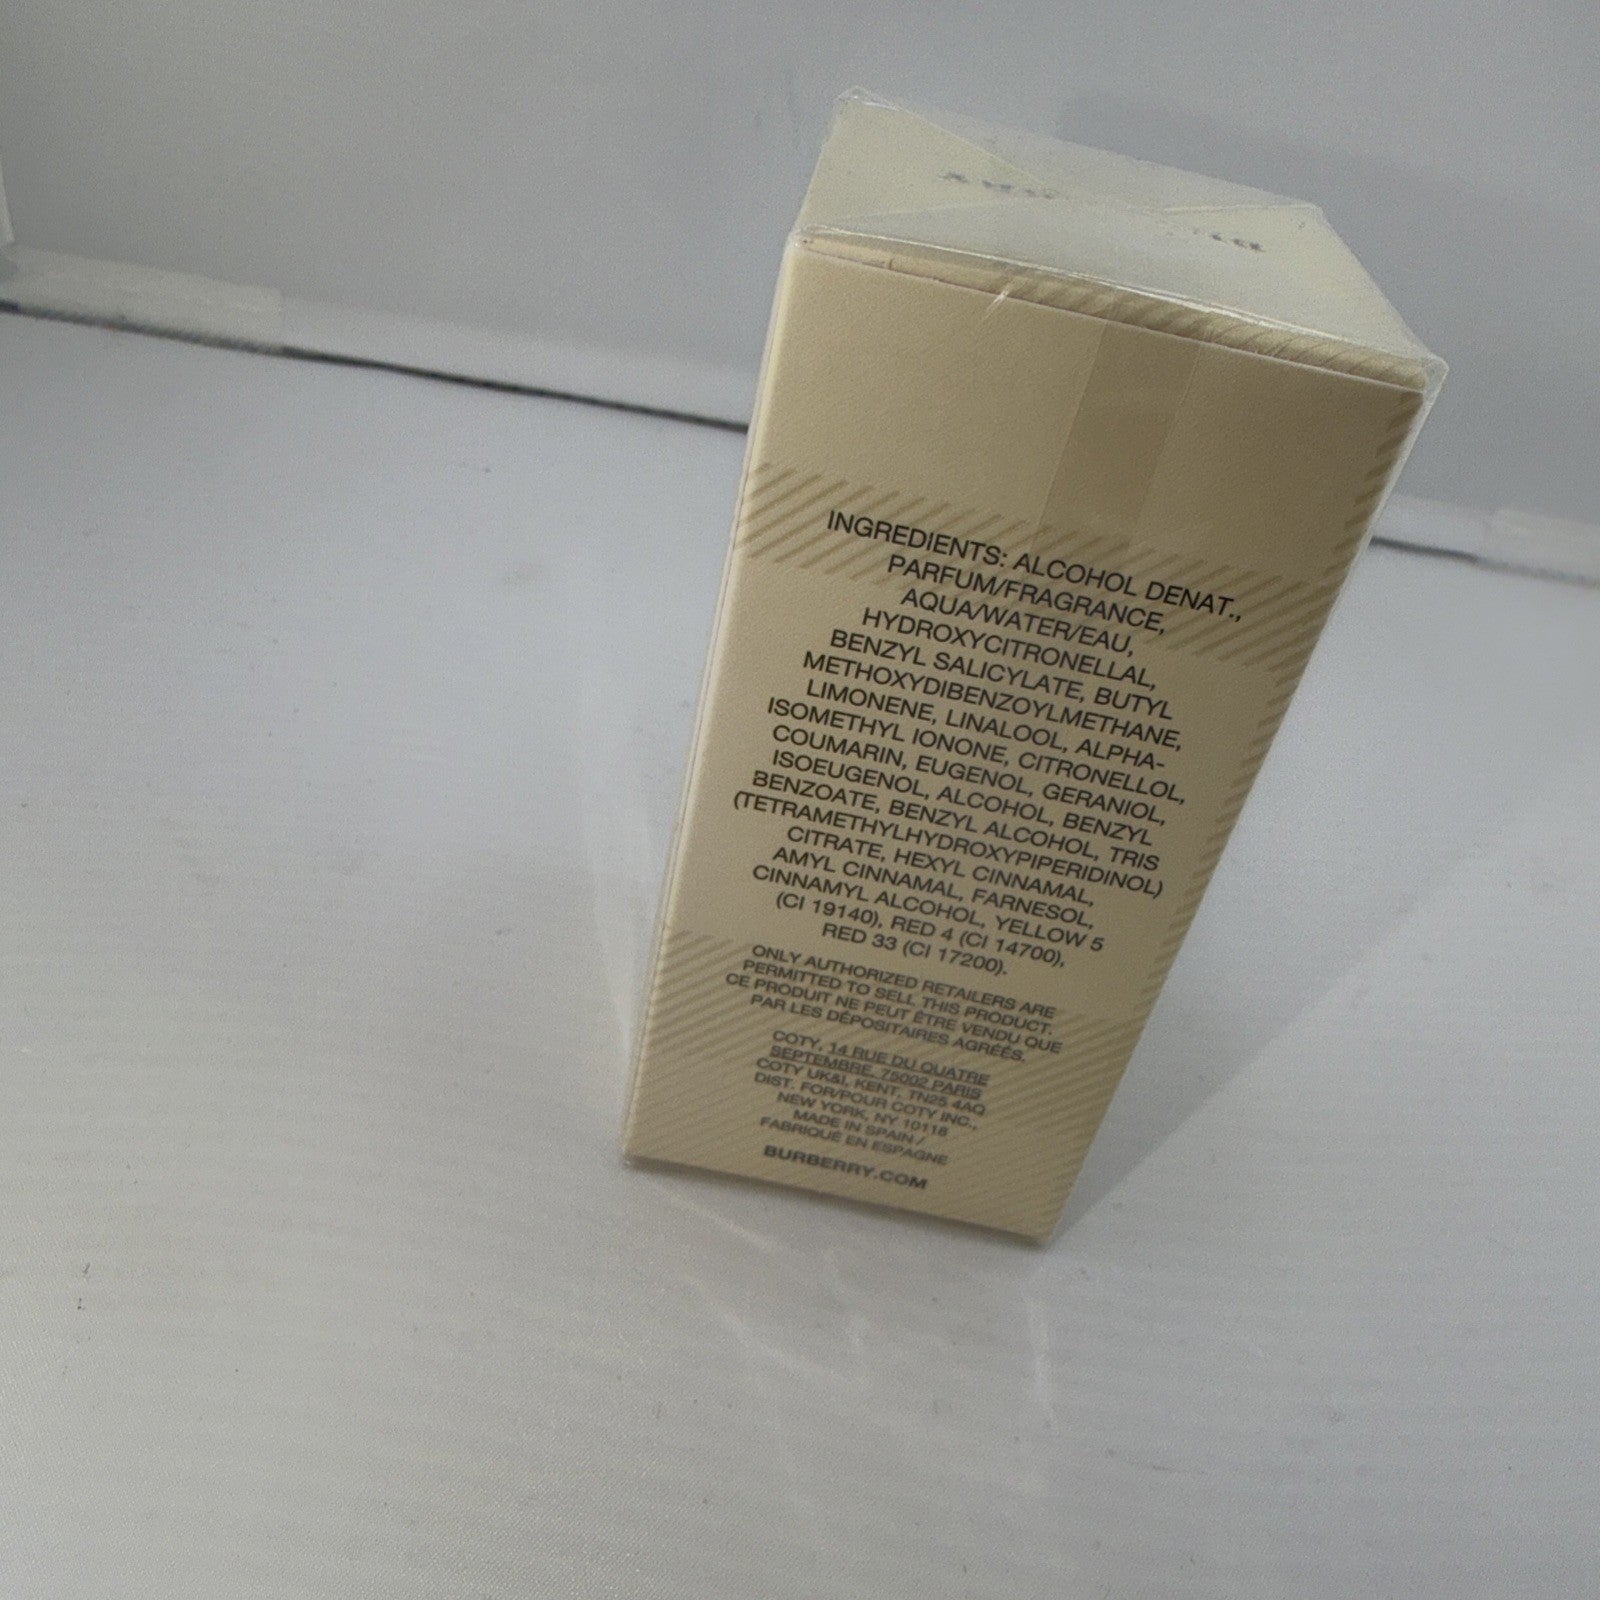 INGREDIENTS: ALCOHOL DENAT.,
PARFUM/FRAGRANCE,
AQUA/WATER/EAU,
HYDROXYCITRONELLAL,
BENZYL SALICYLATE, BUTYL
METHOXYDIBENZOYLMETHANE,
LIMONENE, LINALOOL, ALPHA-
ISOMETHYL IONONE, CITRONELLOL,
COUMARIN, EUGENOL, GERANIOL,
ISOEUGENOL, ALCOHOL, BENZYL
BENZOATE, BENZYL ALCOHOL, TRIS
(TETRAMETHYLHYDROXYPIPERIDINOL)
CITRATE, HEXYL CINNAMAL,
AMYL CINNAMAL, FARNESOL,
CINNAMYL ALCOHOL, YELLOW 5
(CI 19140), RED 4 (CI 14700),
RED 33 (CI 17200).
ONLY AUTHORIZED RETAILERS ARE
PERMITTED TO SELL THIS PRODUCT.
CE PRODUIT NE PEUT ÊTRE VENDU QUE
PAR LES DÉPOSITAIRES AGRÉÉS.
COTY, 14 RUE DU QUATRE
SEPTEMBRE, 75002 PARIS
COTY UK&I, KENT, TN25 4AQ
DIST. FOR/POUR COTY INC.,
NEW YORK, NY 10118
MADE IN SPAIN /
FABRIQUÉ EN ESPAGNE
BURBERRY.COM